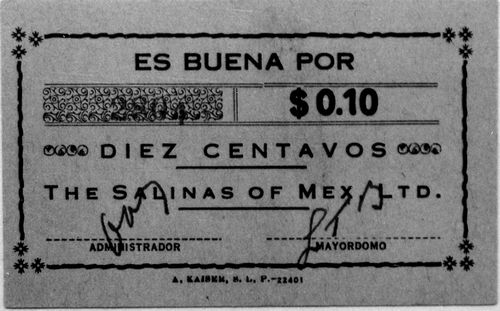 ES BUENA POR
$0.10
DIEZ CENTAVOS
THE SALINAS OF MEX. LTD.
ADMINISTRADOR MAYORDOMO
A. KAISER, S. L. P.-22401